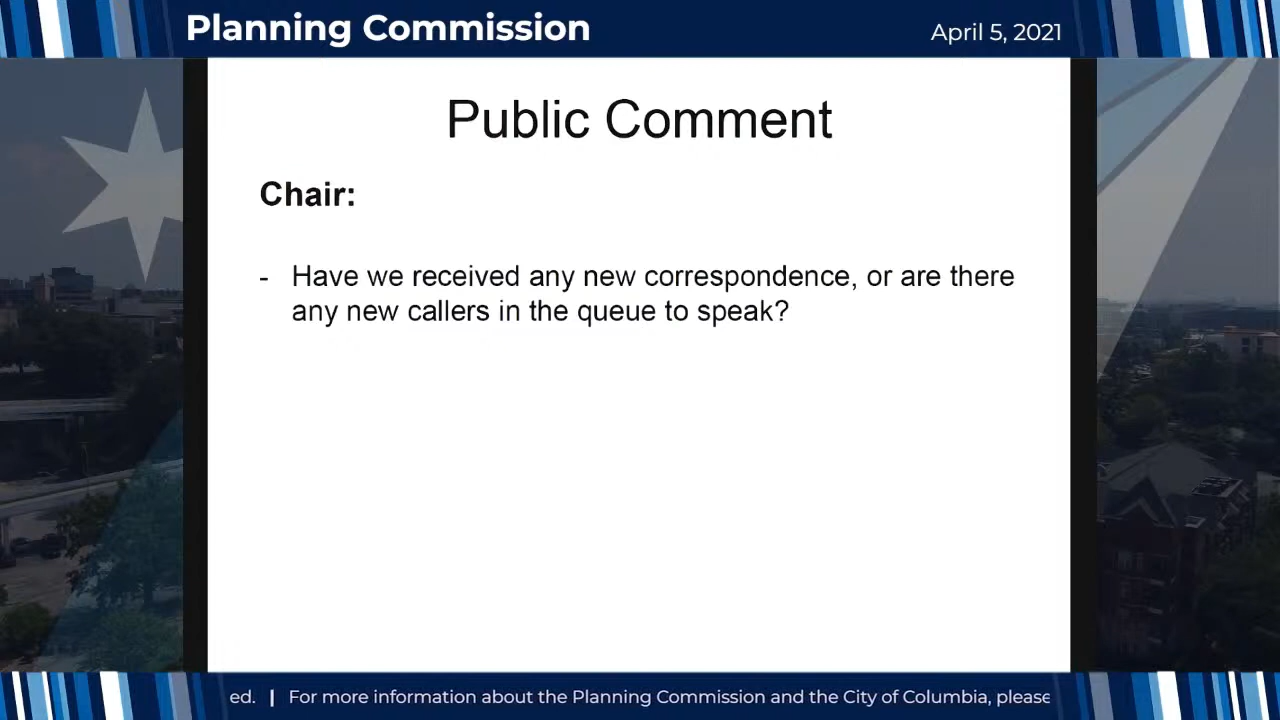 Planning Commission
April 5, 2021
Public Comment
Chair:
- Have we received any new correspondence, or are there
any new callers in the queue to speak?
ed. | For more information about the Planning Commission and the City of Columbia, please